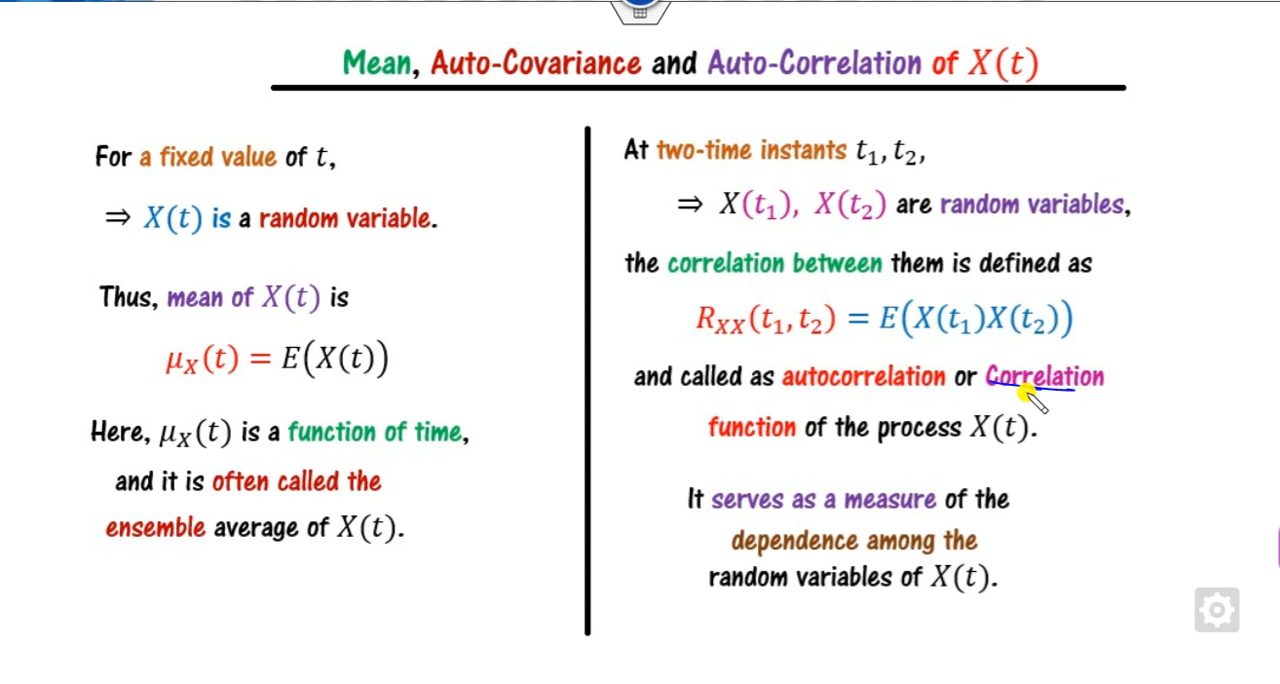 Mean, Auto-Covariance and Auto-Correlation of X(t)
For a fixed value of t,
⇒ X(t) is a random variable.
Thus, mean of X(t) is
μ_X(t) = E(X(t))
Here, μ_X(t) is a function of time,
and it is often called the
ensemble average of X(t).
At two-time instants t₁, t₂,
⇒ X(t₁), X(t₂) are random variables,
the correlation between them is defined as
R_XX(t₁, t₂) = E(X(t₁)X(t₂))
and called as autocorrelation or Correlation
function of the process X(t).
It serves as a measure of the
dependence among the
random variables of X(t).